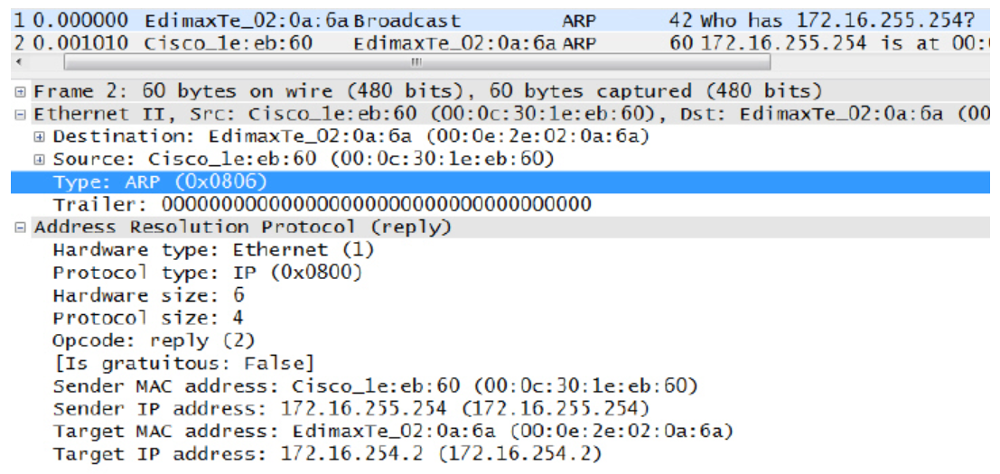 1 0.000000 EdimaxTe_02:0a:6a Broadcast ARP 42 Who has 172.16.255.254?
2 0.001010 Cisco_1e:eb:60 EdimaxTe_02:0a:6a ARP 60 172.16.255.254 is at 00:
Frame 2: 60 bytes on wire (480 bits), 60 bytes captured (480 bits)
Ethernet II, Src: Cisco_1e:eb:60 (00:0c:30:1e:eb:60), Dst: EdimaxTe_02:0a:6a (00
Destination: EdimaxTe_02:0a:6a (00:0e:2e:02:0a:6a)
Source: Cisco_1e:eb:60 (00:0c:30:1e:eb:60)
Type: ARP (0x0806)
Trailer: 000000000000000000000000000000000000
Address Resolution Protocol (reply)
Hardware type: Ethernet (1)
Protocol type: IP (0x0800)
Hardware size: 6
Protocol size: 4
Opcode: reply (2)
[Is gratuitous: False]
Sender MAC address: Cisco_1e:eb:60 (00:0c:30:1e:eb:60)
Sender IP address: 172.16.255.254 (172.16.255.254)
Target MAC address: EdimaxTe_02:0a:6a (00:0e:2e:02:0a:6a)
Target IP address: 172.16.254.2 (172.16.254.2)